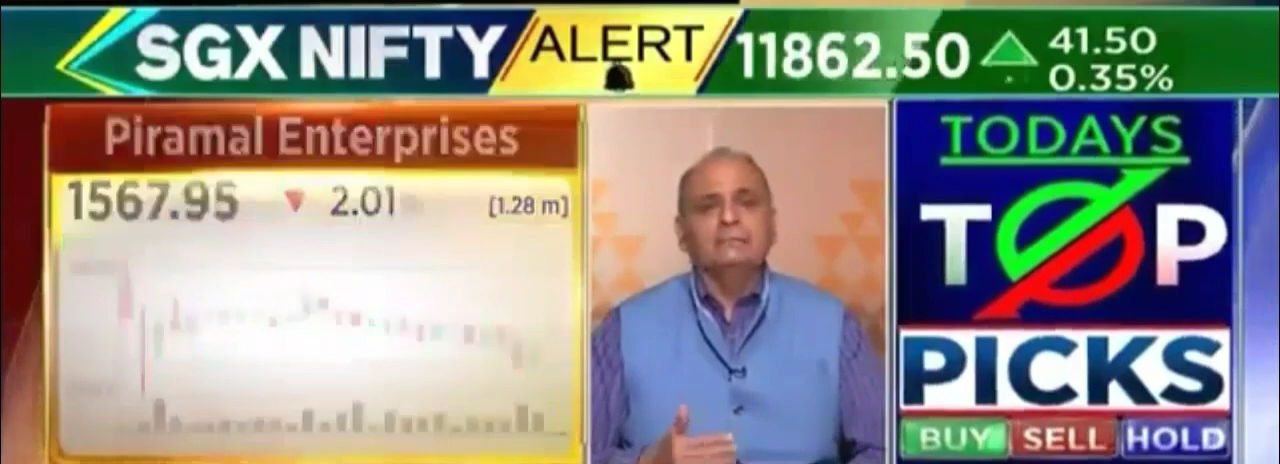 SGX NIFTY ALERT 11862.50 41.50
0.35%
Piramal Enterprises
1567.95 2.01 [1.28 m]
TODAYS
TOP
PICKS
BUY SELL HOLD